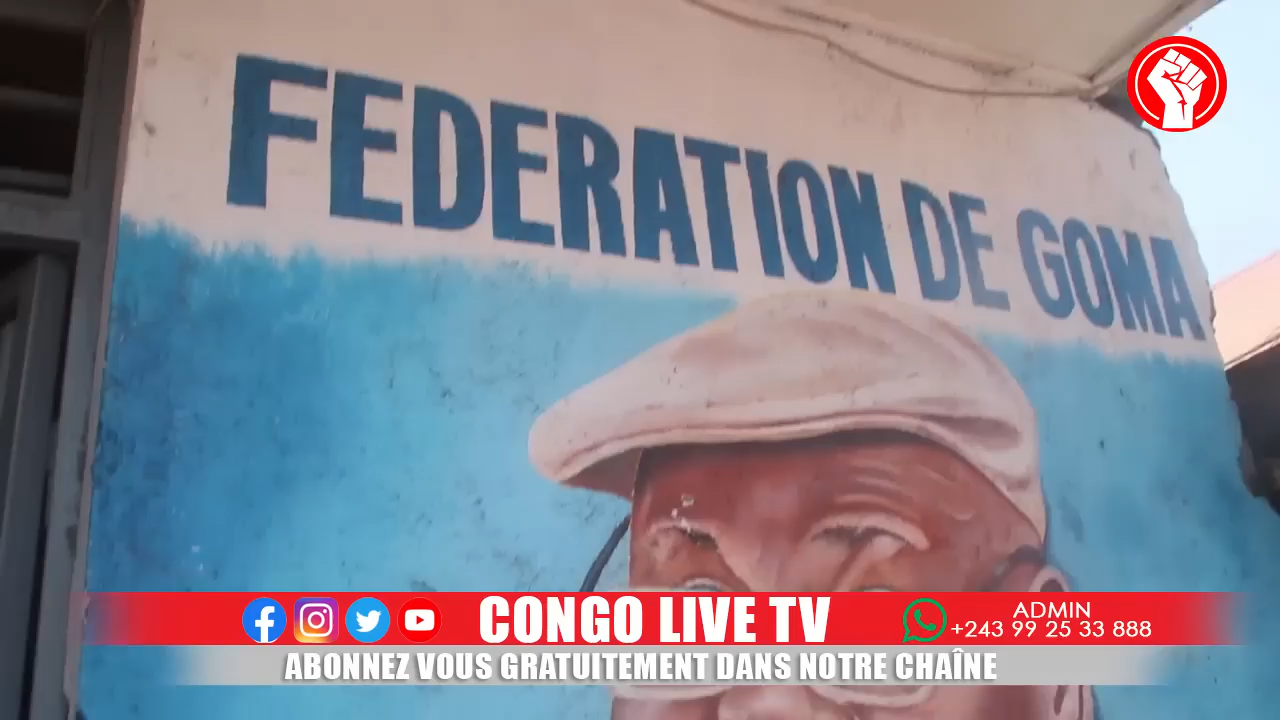 FEDERATION DE GOMA
CONGO LIVE TV
ADMIN
+243 99 25 33 888
ABONNEZ VOUS GRATUITEMENT DANS NOTRE CHAÎNE